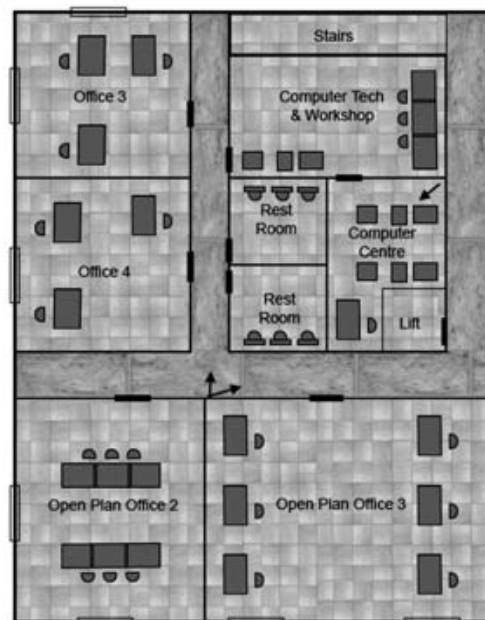 Stairs
Office 3
Computer Tech
& Workshop
Rest
Room
Computer
Centre
Office 4
Rest
Room
Lift
Open Plan Office 2
Open Plan Office 3